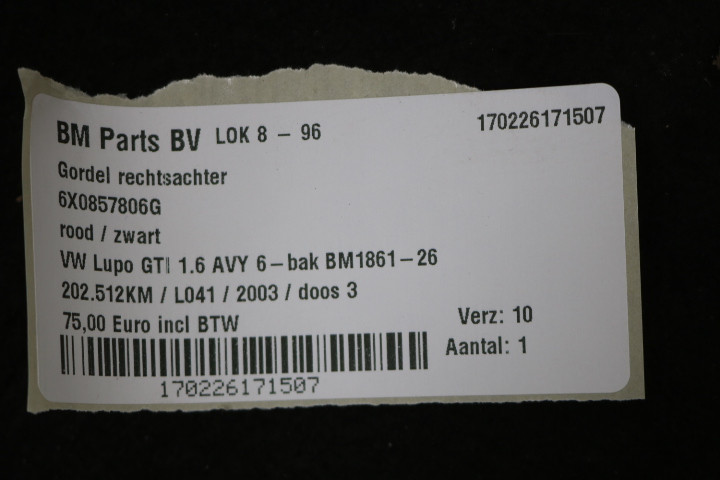 BM Parts BV LOK 8 - 96 170226171507
Gordel rechtsachter
6X0857806G
rood / zwart
VW Lupo GTI 1.6 AVY 6-bak BM1861-26
202.512KM / L041 / 2003 / doos 3
75,00 Euro incl BTW Verz: 10
Aantal: 1
170226171507